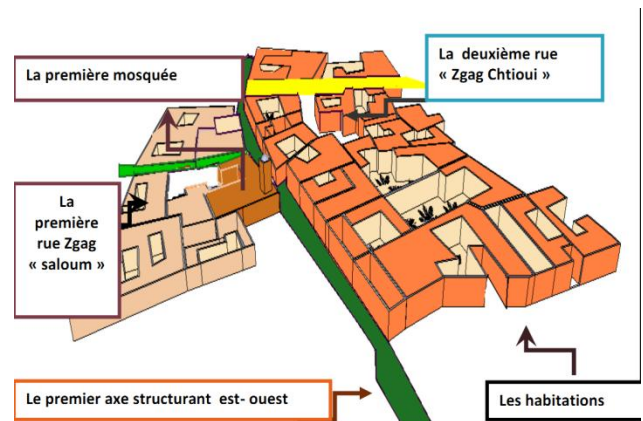 La première mosquée
La deuxième rue
« Zgag Chtioui »
La
première
rue Zgag
« saloum »
Le premier axe structurant est- ouest
Les habitations